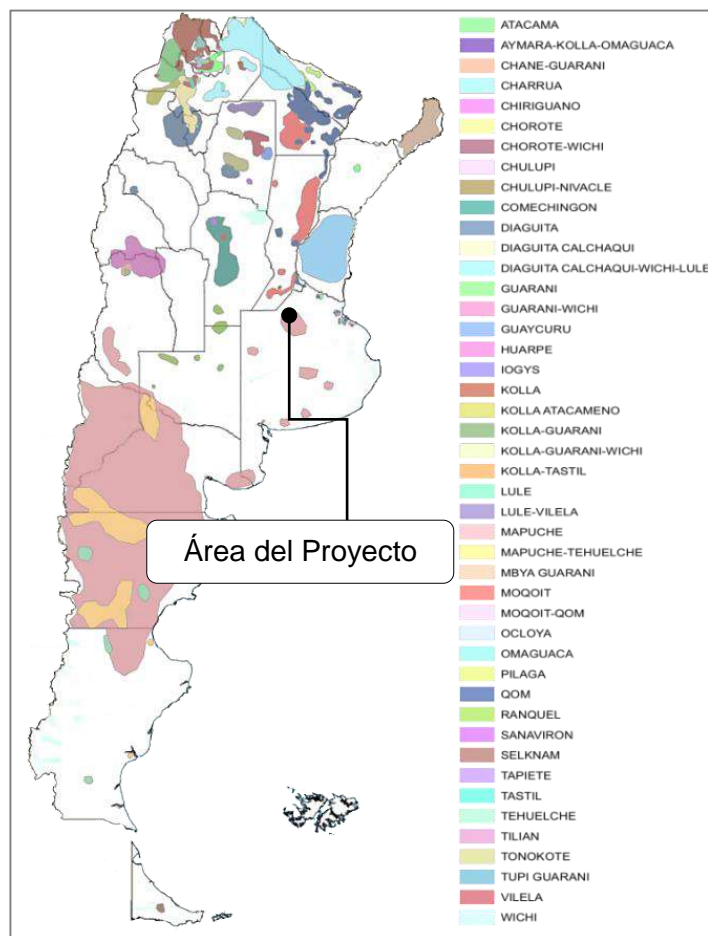 ATACAMA
AYMARA-KOLLA-OMAGUACA
CHANE-GUARANI
CHARRUA
CHIRIGUANO
CHOROTE
CHOROTE-WICHI
CHULUPI
CHULUPI-NIVACLE
COMECHINGON
DIAGUITA
DIAGUITA CALCHAQUI
DIAGUITA CALCHAQUI-WICHI-LULE
GUARANI
GUARANI-WICHI
GUAYCURU
HUARPE
IOGYS
KOLLA
KOLLA ATACAMENO
KOLLA-GUARANI
KOLLA-GUARANI-WICHI
KOLLA-TASTIL
LULE
LULE-VILELA
MAPUCHE
MAPUCHE-TEHUELCHE
MBYA GUARANI
MOQOIT
MOQOIT-QOM
OCLOYA
OMAGUACA
PILAGA
QOM
RANQUEL
SANAVIRON
SELKNAM
TAPIETE
TASTIL
TEHUELCHE
TILIAN
TONOKOTE
TUPI GUARANI
VILELA
WICHI
Área del Proyecto